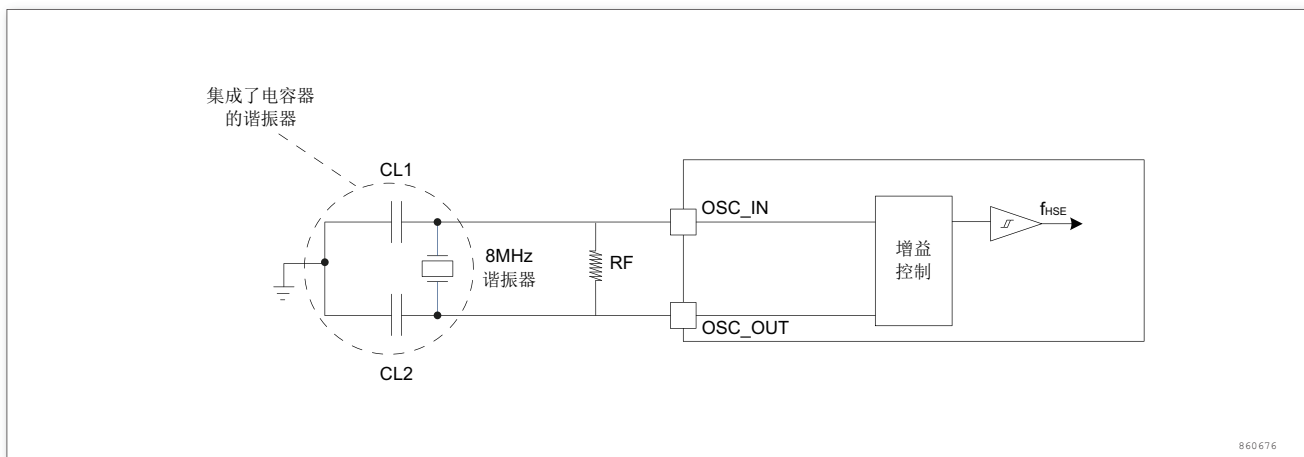 集成了电容器
的谐振器
CL1
OSC_IN
fHSE
8MHz
谐振器
RF
增益
控制
OSC_OUT
CL2
860676